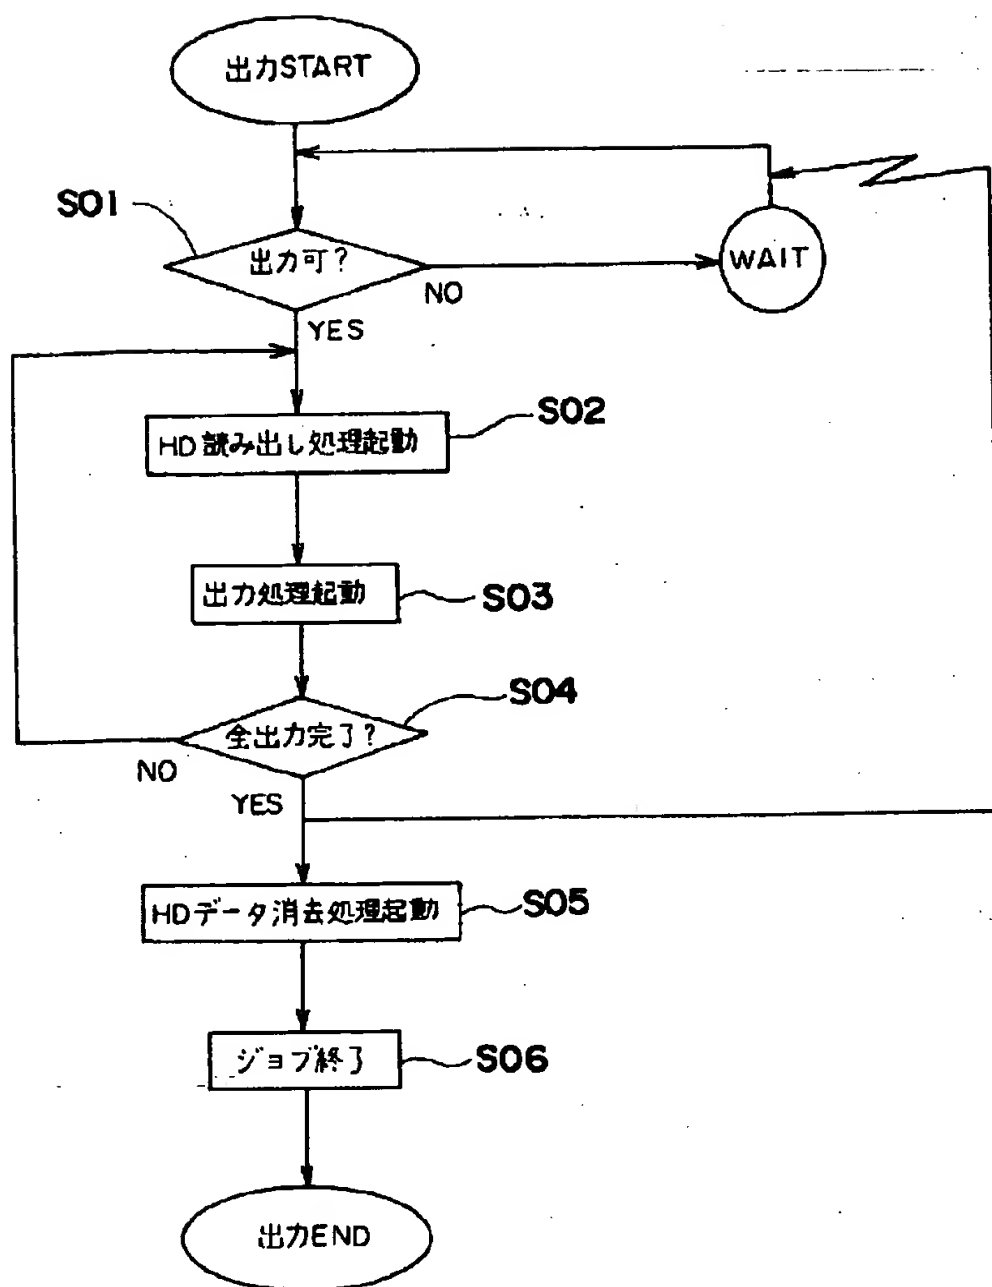 出力START
S01
出力可?
WAIT
NO
YES
S02
HD 読み出し処理起動
出力処理起動
S03
S04
全出力完了?
NO
YES
HDデータ消去処理起動
S05
ジョブ終了
S06
出力END